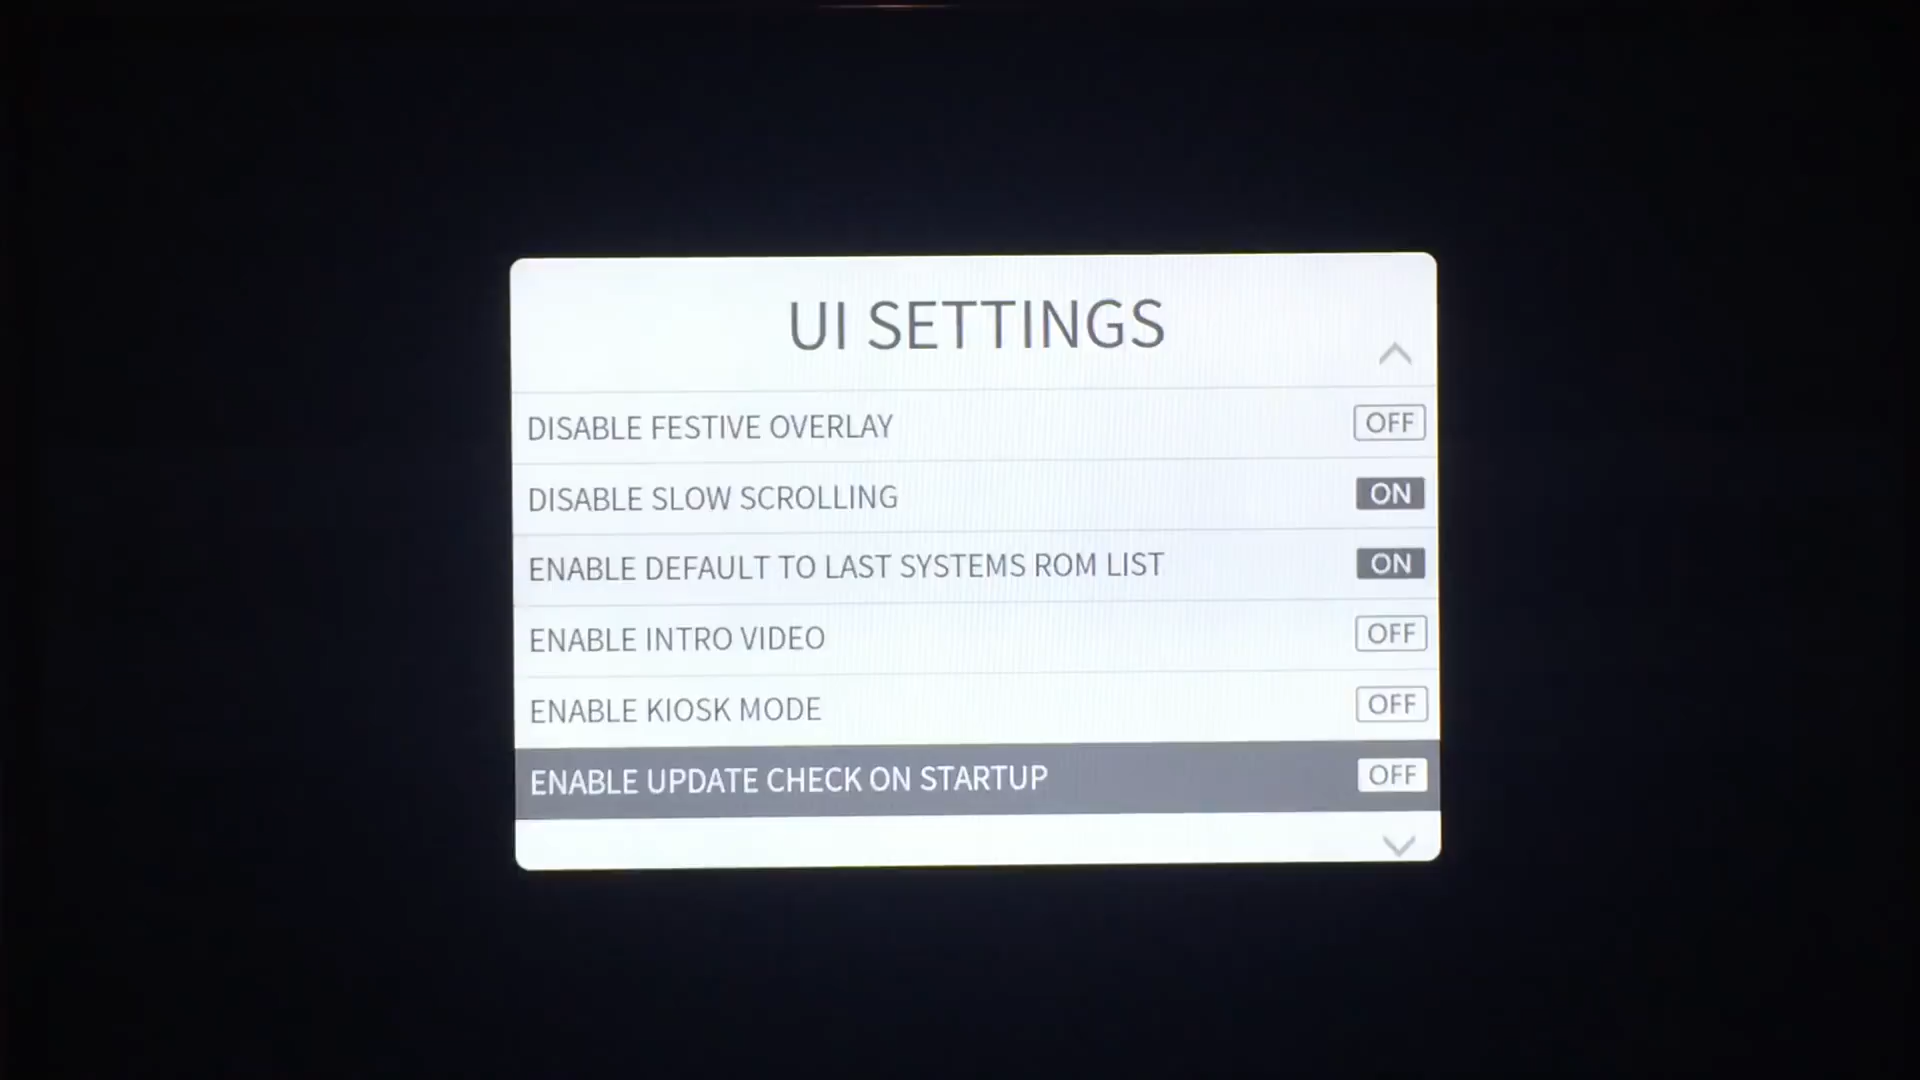 UI SETTINGS
DISABLE FESTIVE OVERLAY OFF
DISABLE SLOW SCROLLING ON
ENABLE DEFAULT TO LAST SYSTEMS ROM LIST ON
ENABLE INTRO VIDEO OFF
ENABLE KIOSK MODE OFF
ENABLE UPDATE CHECK ON STARTUP OFF